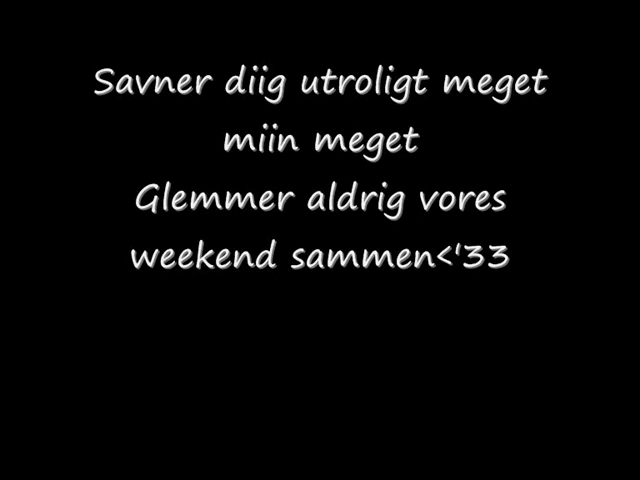 Savner diig utroligt meget
miin meget
Glemmer aldrig vores
weekend sammen<'33